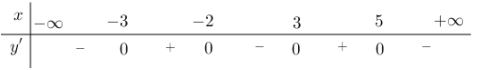 x −∞ −3 −2 3 5 +∞
y′ − 0 + 0 − 0 + 0 −